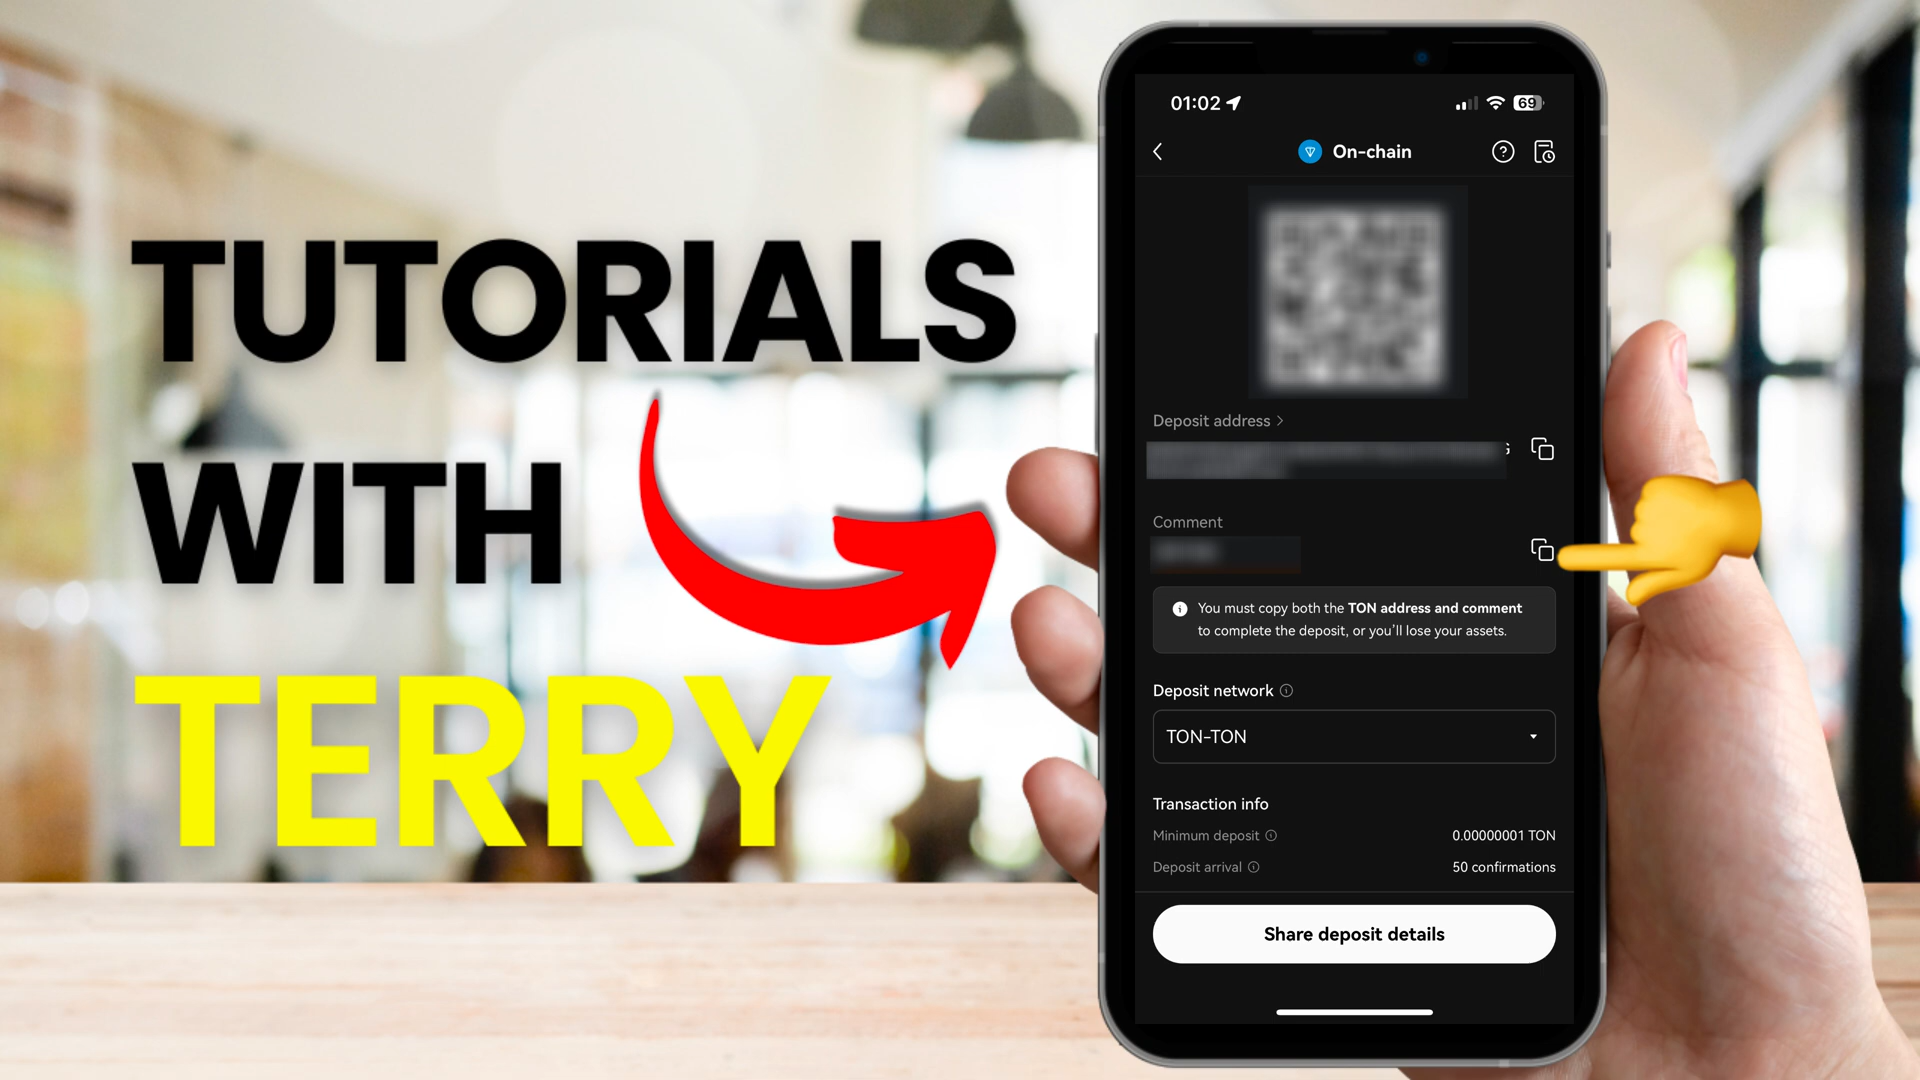 TUTORIALS
WITH
TERRY
01:02
69
On-chain
Deposit address
Comment
You must copy both the TON address and comment
to complete the deposit, or you'll lose your assets.
Deposit network
TON-TON
Transaction info
Minimum deposit 0.00000001 TON
Deposit arrival 50 confirmations
Share deposit details